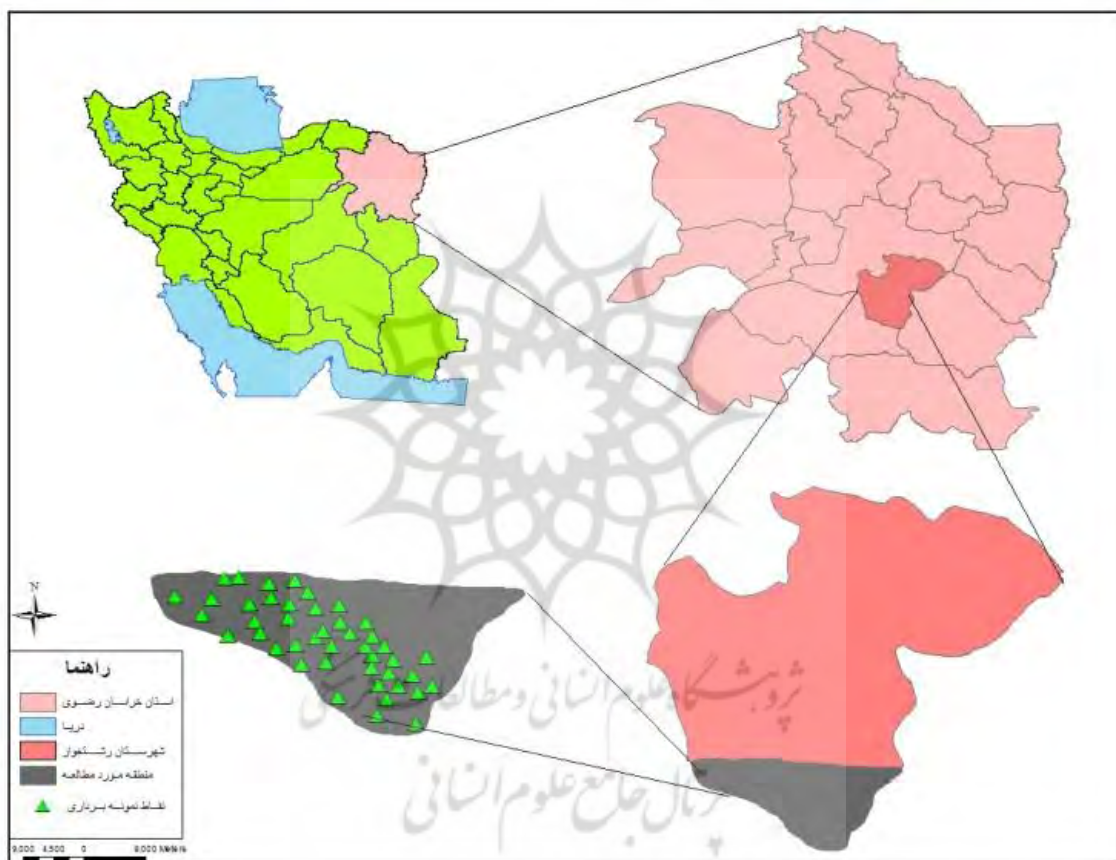 N
راهنما
استان خراسان رضوی
دریا
شهرستان رشتخوار
منطقه مورد مطالعه
نقاط نمونه برداری
9,000 4,500 0 9,000 Meters
پژوهشگاه علوم انسانی و مطالعات فرهنگی
پرتال جامع علوم انسانی